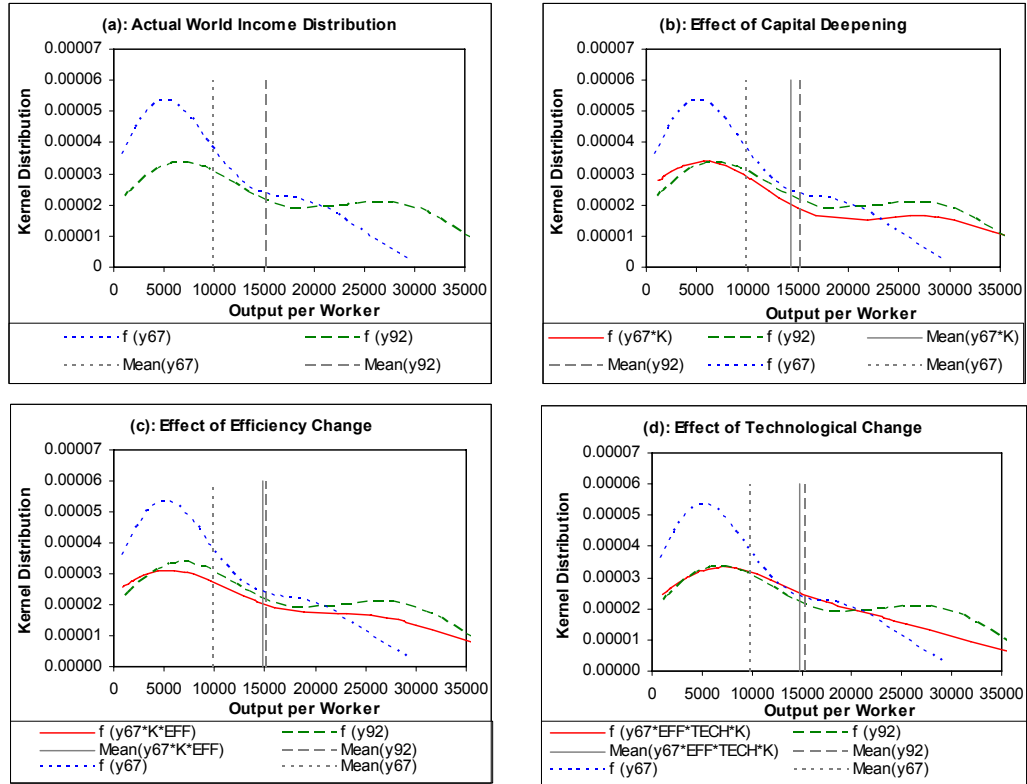 (a): Actual World Income Distribution
0.00007
0.00006
0.00005
0.00004
0.00003
0.00002
0.00001
0
Kernel Distribution
0 5000 10000 15000 20000 25000 30000 35000
Output per Worker
f (y67) f (y92)
Mean(y67) Mean(y92)
(b): Effect of Capital Deepening
0.00007
0.00006
0.00005
0.00004
0.00003
0.00002
0.00001
0
Kernel Distribution
0 5000 10000 15000 20000 25000 30000 35000
Output per Worker
f (y67*K) f (y92) Mean(y67*K)
Mean(y92) f (y67) Mean(y67)
(c): Effect of Efficiency Change
0.00007
0.00006
0.00005
0.00004
0.00003
0.00002
0.00001
0.00000
Kernel Distribution
0 5000 10000 15000 20000 25000 30000 35000
Output per Worker
f (y67*K*EFF) f (y92)
Mean(y67*K*EFF) Mean(y92)
f (y67) Mean(y67)
(d): Effect of Technological Change
0.00007
0.00006
0.00005
0.00004
0.00003
0.00002
0.00001
0.00000
Kernel Distribution
0 5000 10000 15000 20000 25000 30000 35000
Output per Worker
f (y67*EFF*TECH*K) f (y92)
Mean(y67*EFF*TECH*K) Mean(y92)
f (y67) Mean(y67)